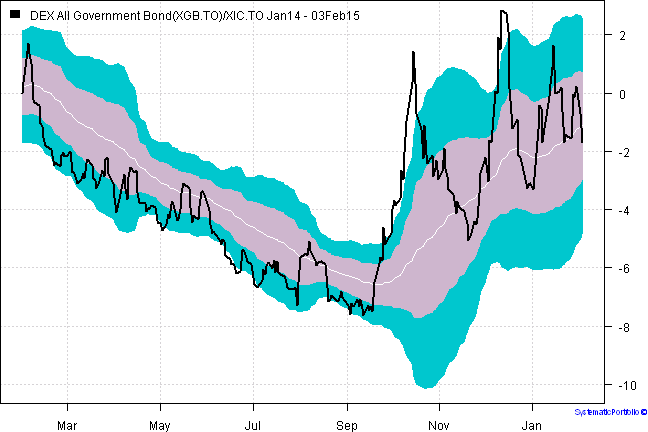 DEX All Government Bond(XGB.TO)/XIC.TO Jan14 - 03Feb15
2
0
-2
-4
-6
-8
-10
Mar May Jul Sep Nov Jan
SystematicPortfolio ©